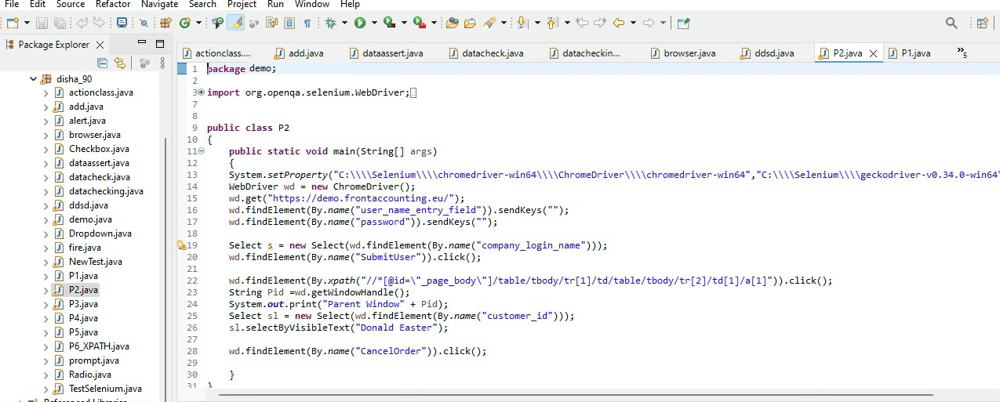 File Edit Source Refactor Navigate Search Project Run Window Help
Package Explorer
actionclass.... add.java dataassert.java datacheck.java datacheckin... browser.java ddsd.java P2.java P1.java »5
disha_90
actionclass.java
add.java
alert.java
browser.java
Checkbox.java
dataassert.java
datacheck.java
datachecking.java
ddsd.java
demo.java
Dropdown.java
fire.java
NewTest.java
P1.java
P2.java
P3.java
P4.java
P5.java
P6_XPATH.java
prompt.java
Radio.java
TestSelenium.java
Referenced Libraries
1 package demo;
2
3 import org.openqa.selenium.WebDriver;
7
8
9 public class P2
10 {
11 public static void main(String[] args)
12 {
13 System.setProperty("C:\\\\Selenium\\\\chromedriver-win64\\\\ChromeDriver\\\\chromedriver-win64","C:\\\\Selenium\\\\geckodriver-v0.34.0-win64\
14 WebDriver wd = new ChromeDriver();
15 wd.get("https://demo.frontaccounting.eu/");
16 wd.findElement(By.name("user_name_entry_field")).sendKeys("");
17 wd.findElement(By.name("password")).sendKeys("");
18
19 Select s = new Select(wd.findElement(By.name("company_login_name")));
20 wd.findElement(By.name("SubmitUser")).click();
21
22 wd.findElement(By.xpath("//*[@id=\"_page_body\"]/table/tbody/tr[1]/td/table/tbody/tr[2]/td[1]/a[1]")).click();
23 String Pid =wd.getWindowHandle();
24 System.out.print("Parent Window" + Pid);
25 Select sl = new Select(wd.findElement(By.name("customer_id")));
26 sl.selectByVisibleText("Donald Easter");
27
28 wd.findElement(By.name("CancelOrder")).click();
29
30 }
31 }